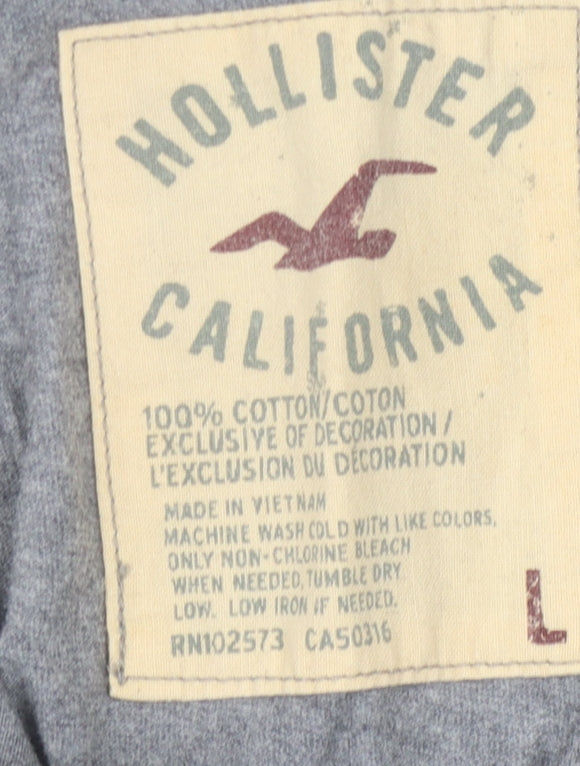 HOLLISTER
CALIFORNIA
100% COTTON/COTON
EXCLUSIVE OF DECORATION /
L'EXCLUSION DU DÉCORATION
MADE IN VIETNAM
MACHINE WASH COLD WITH LIKE COLORS,
ONLY NON-CHLORINE BLEACH
WHEN NEEDED, TUMBLE DRY
LOW. LOW IRON IF NEEDED.
RN102573 CA50316
L